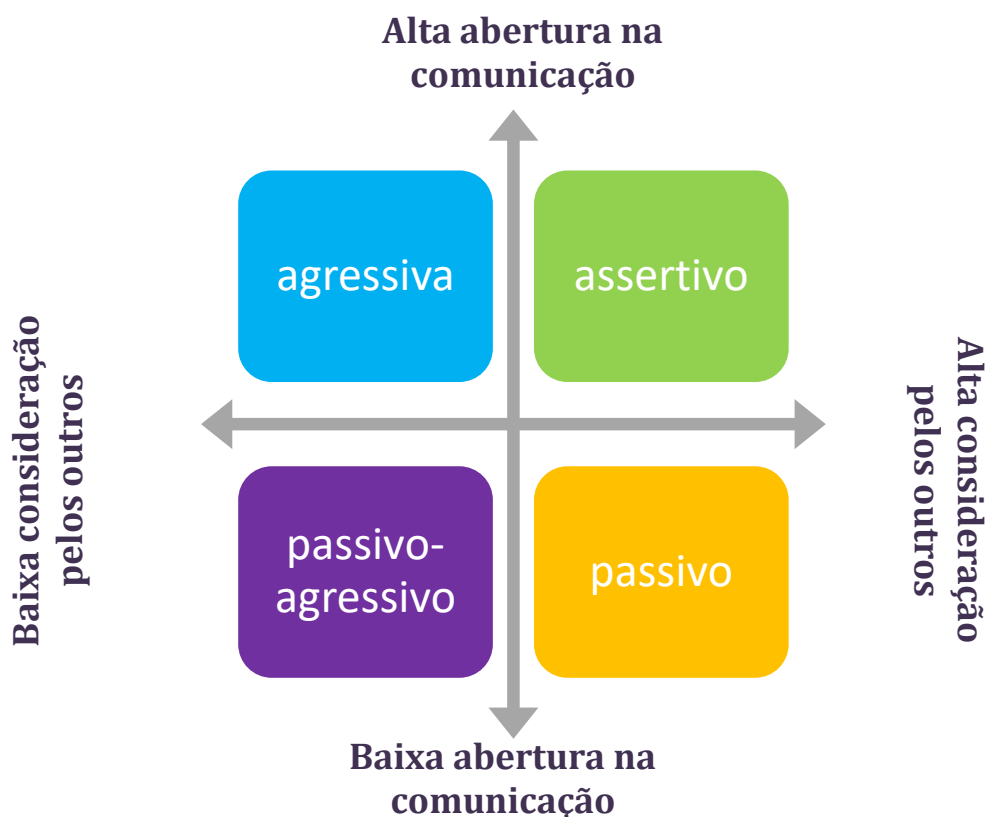 Alta abertura na
comunicação
agressiva
assertivo
Baixa consideração
pelos outros
Alta consideração
pelos outros
passivo-
agressivo
passivo
Baixa abertura na
comunicação